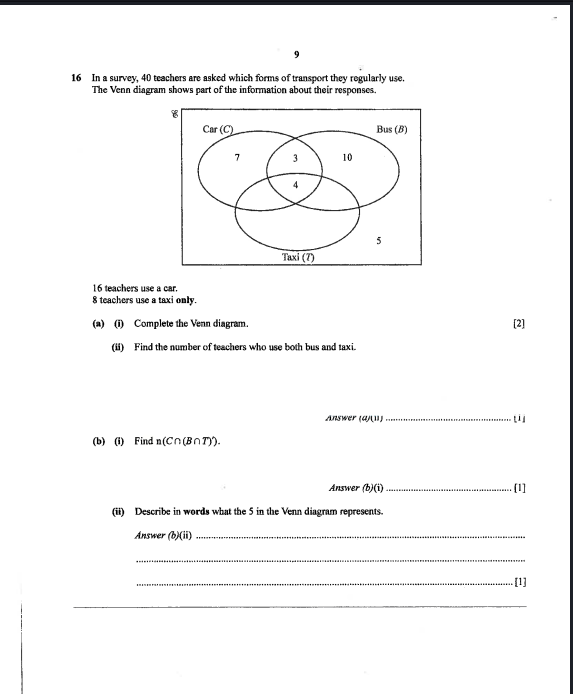 9
16 In a survey, 40 teachers are asked which forms of transport they regularly use.
The Venn diagram shows part of the information about their responses.
ℰ
Car (C) Bus (B)
7 3 10
4
5
Taxi (T)
16 teachers use a car.
8 teachers use a taxi only.
(a) (i) Complete the Venn diagram. [2]
(ii) Find the number of teachers who use both bus and taxi.
Answer (a)(ii) .................................................. [1]
(b) (i) Find n(C∩(B∩T)′).
Answer (b)(i) .................................................. [1]
(ii) Describe in words what the 5 in the Venn diagram represents.
Answer (b)(ii) ..................................................
..................................................
.................................................. [1]